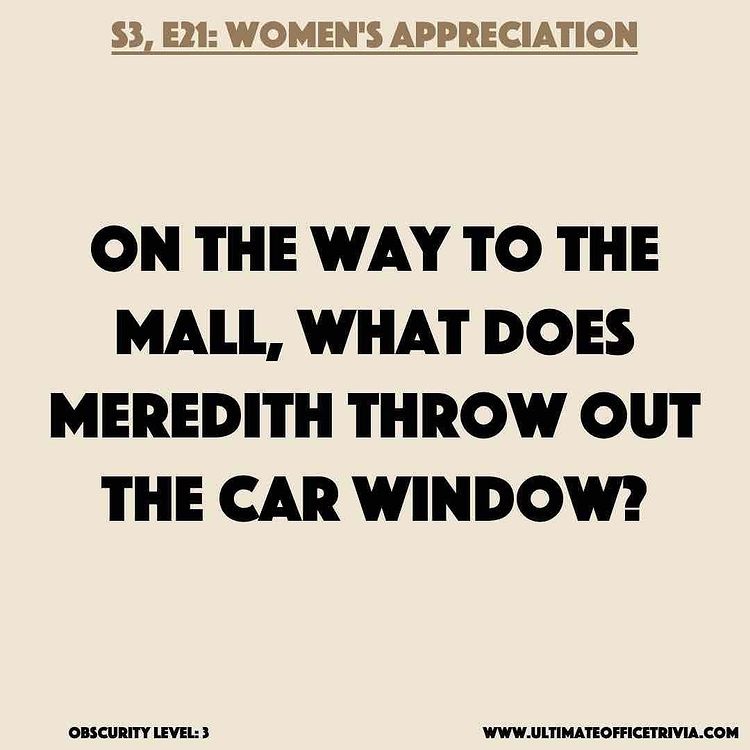 S3, E21: WOMEN'S APPRECIATION
ON THE WAY TO THE
MALL, WHAT DOES
MEREDITH THROW OUT
THE CAR WINDOW?
OBSCURITY LEVEL: 3
WWW.ULTIMATEOFFICETRIVIA.COM